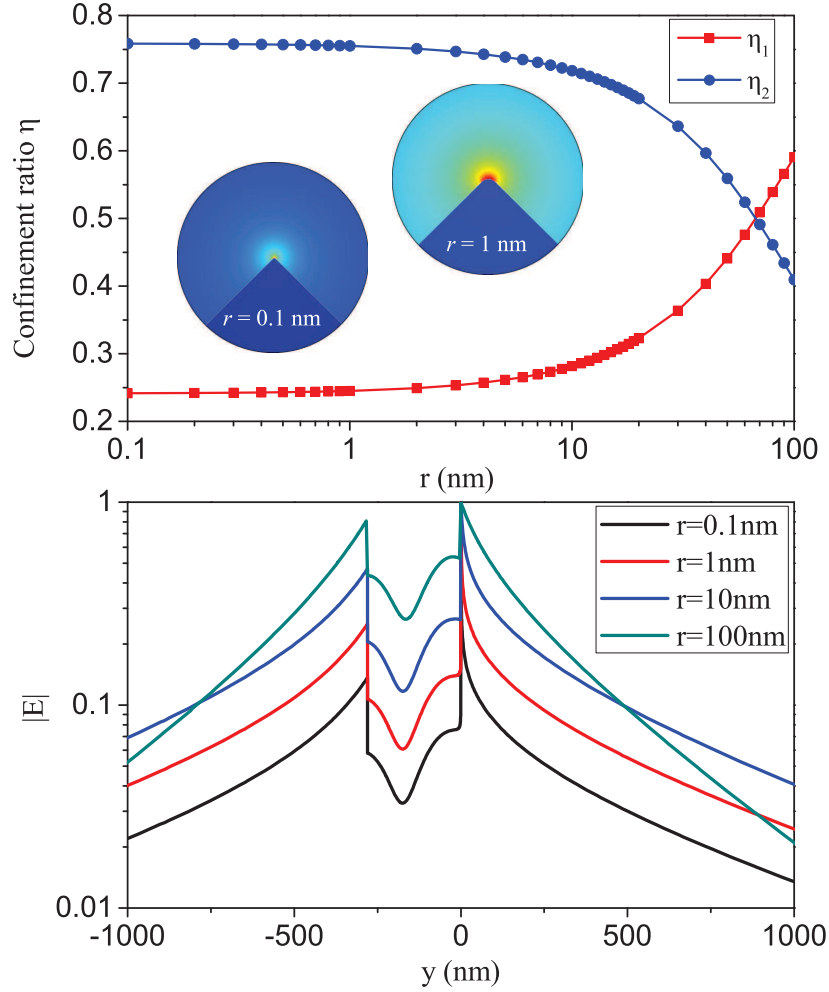 0.8
0.7
0.6
0.5
0.4
0.3
0.2
Confinement ratio η
η1
η2
r = 1 nm
r = 0.1 nm
0.1
1
10
100
r (nm)
1
0.1
0.01
|E|
r=0.1nm
r=1nm
r=10nm
r=100nm
-1000
-500
0
500
1000
y (nm)